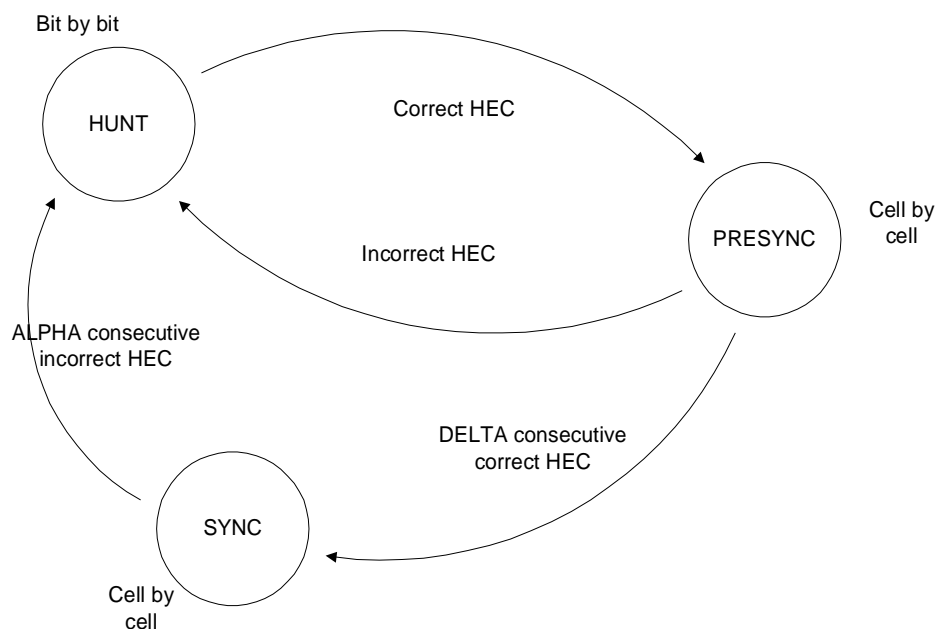 Bit by bit
HUNT
Correct HEC
Cell by
cell
PRESYNC
Incorrect HEC
ALPHA consecutive
incorrect HEC
DELTA consecutive
correct HEC
SYNC
Cell by
cell